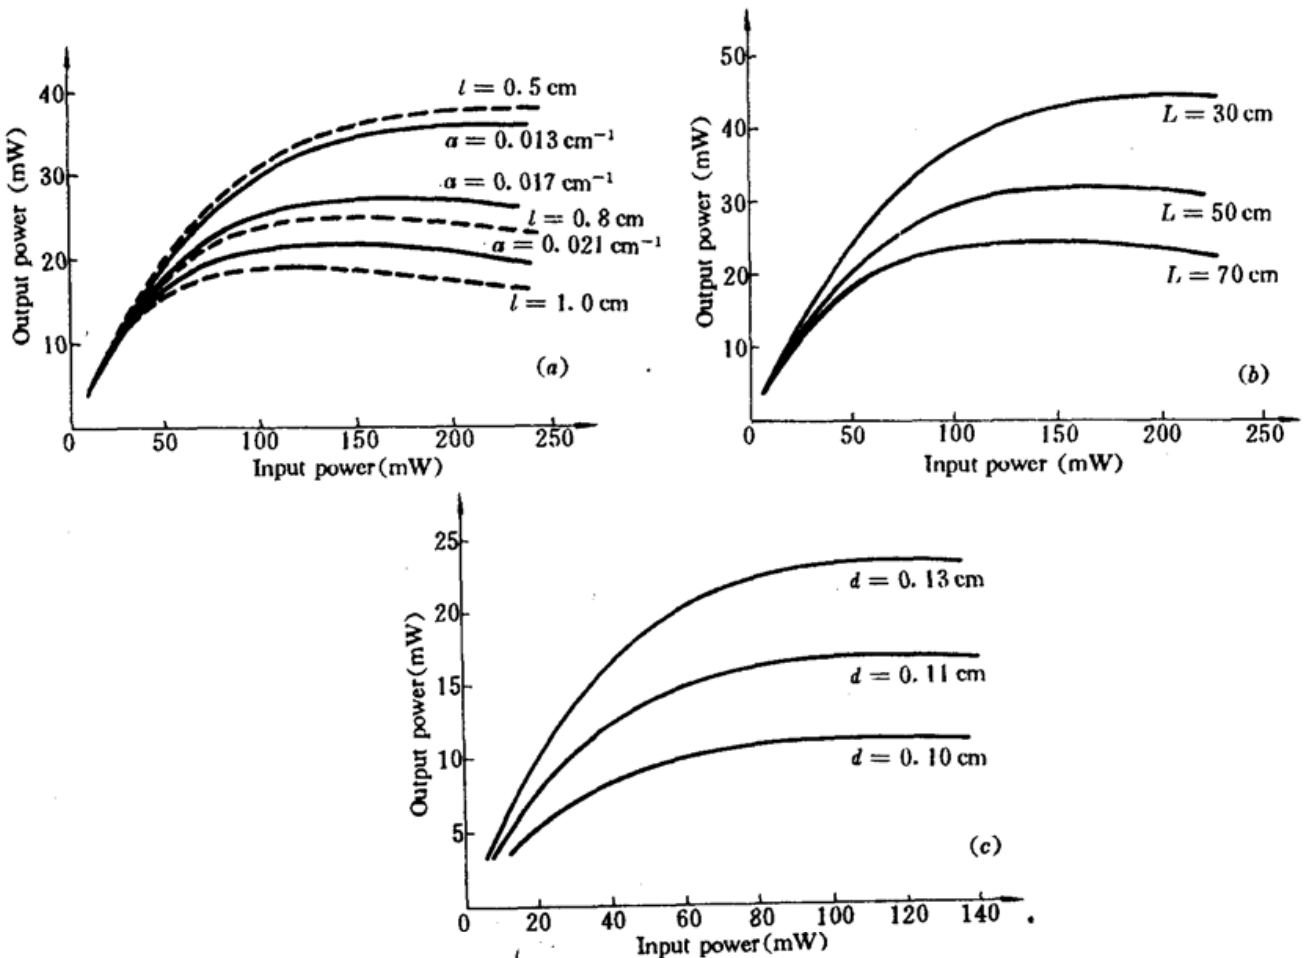 Output power (mW)
40
30
20
10
0
50
100
150
200
250
Input power(mW)
l = 0.5 cm
a = 0.013 cm⁻¹
a = 0.017 cm⁻¹
l = 0.8 cm
a = 0.021 cm⁻¹
l = 1.0 cm
(a)
Output power (mW)
50
40
30
20
10
0
50
100
150
200
250
Input power (mW)
L = 30 cm
L = 50 cm
L = 70 cm
(b)
Output power(mW)
25
20
15
10
5
0
20
40
60
80
100
120
140
Input power(mW)
d = 0.13 cm
d = 0.11 cm
d = 0.10 cm
(c)